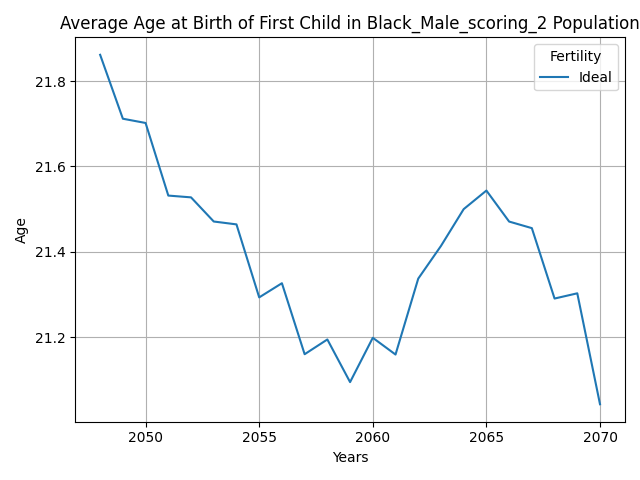 Average Age at Birth of First Child in Black_Male_scoring_2 Population
Fertility
Ideal
21.8
21.6
21.4
21.2
Age
2050 2055 2060 2065 2070
Years